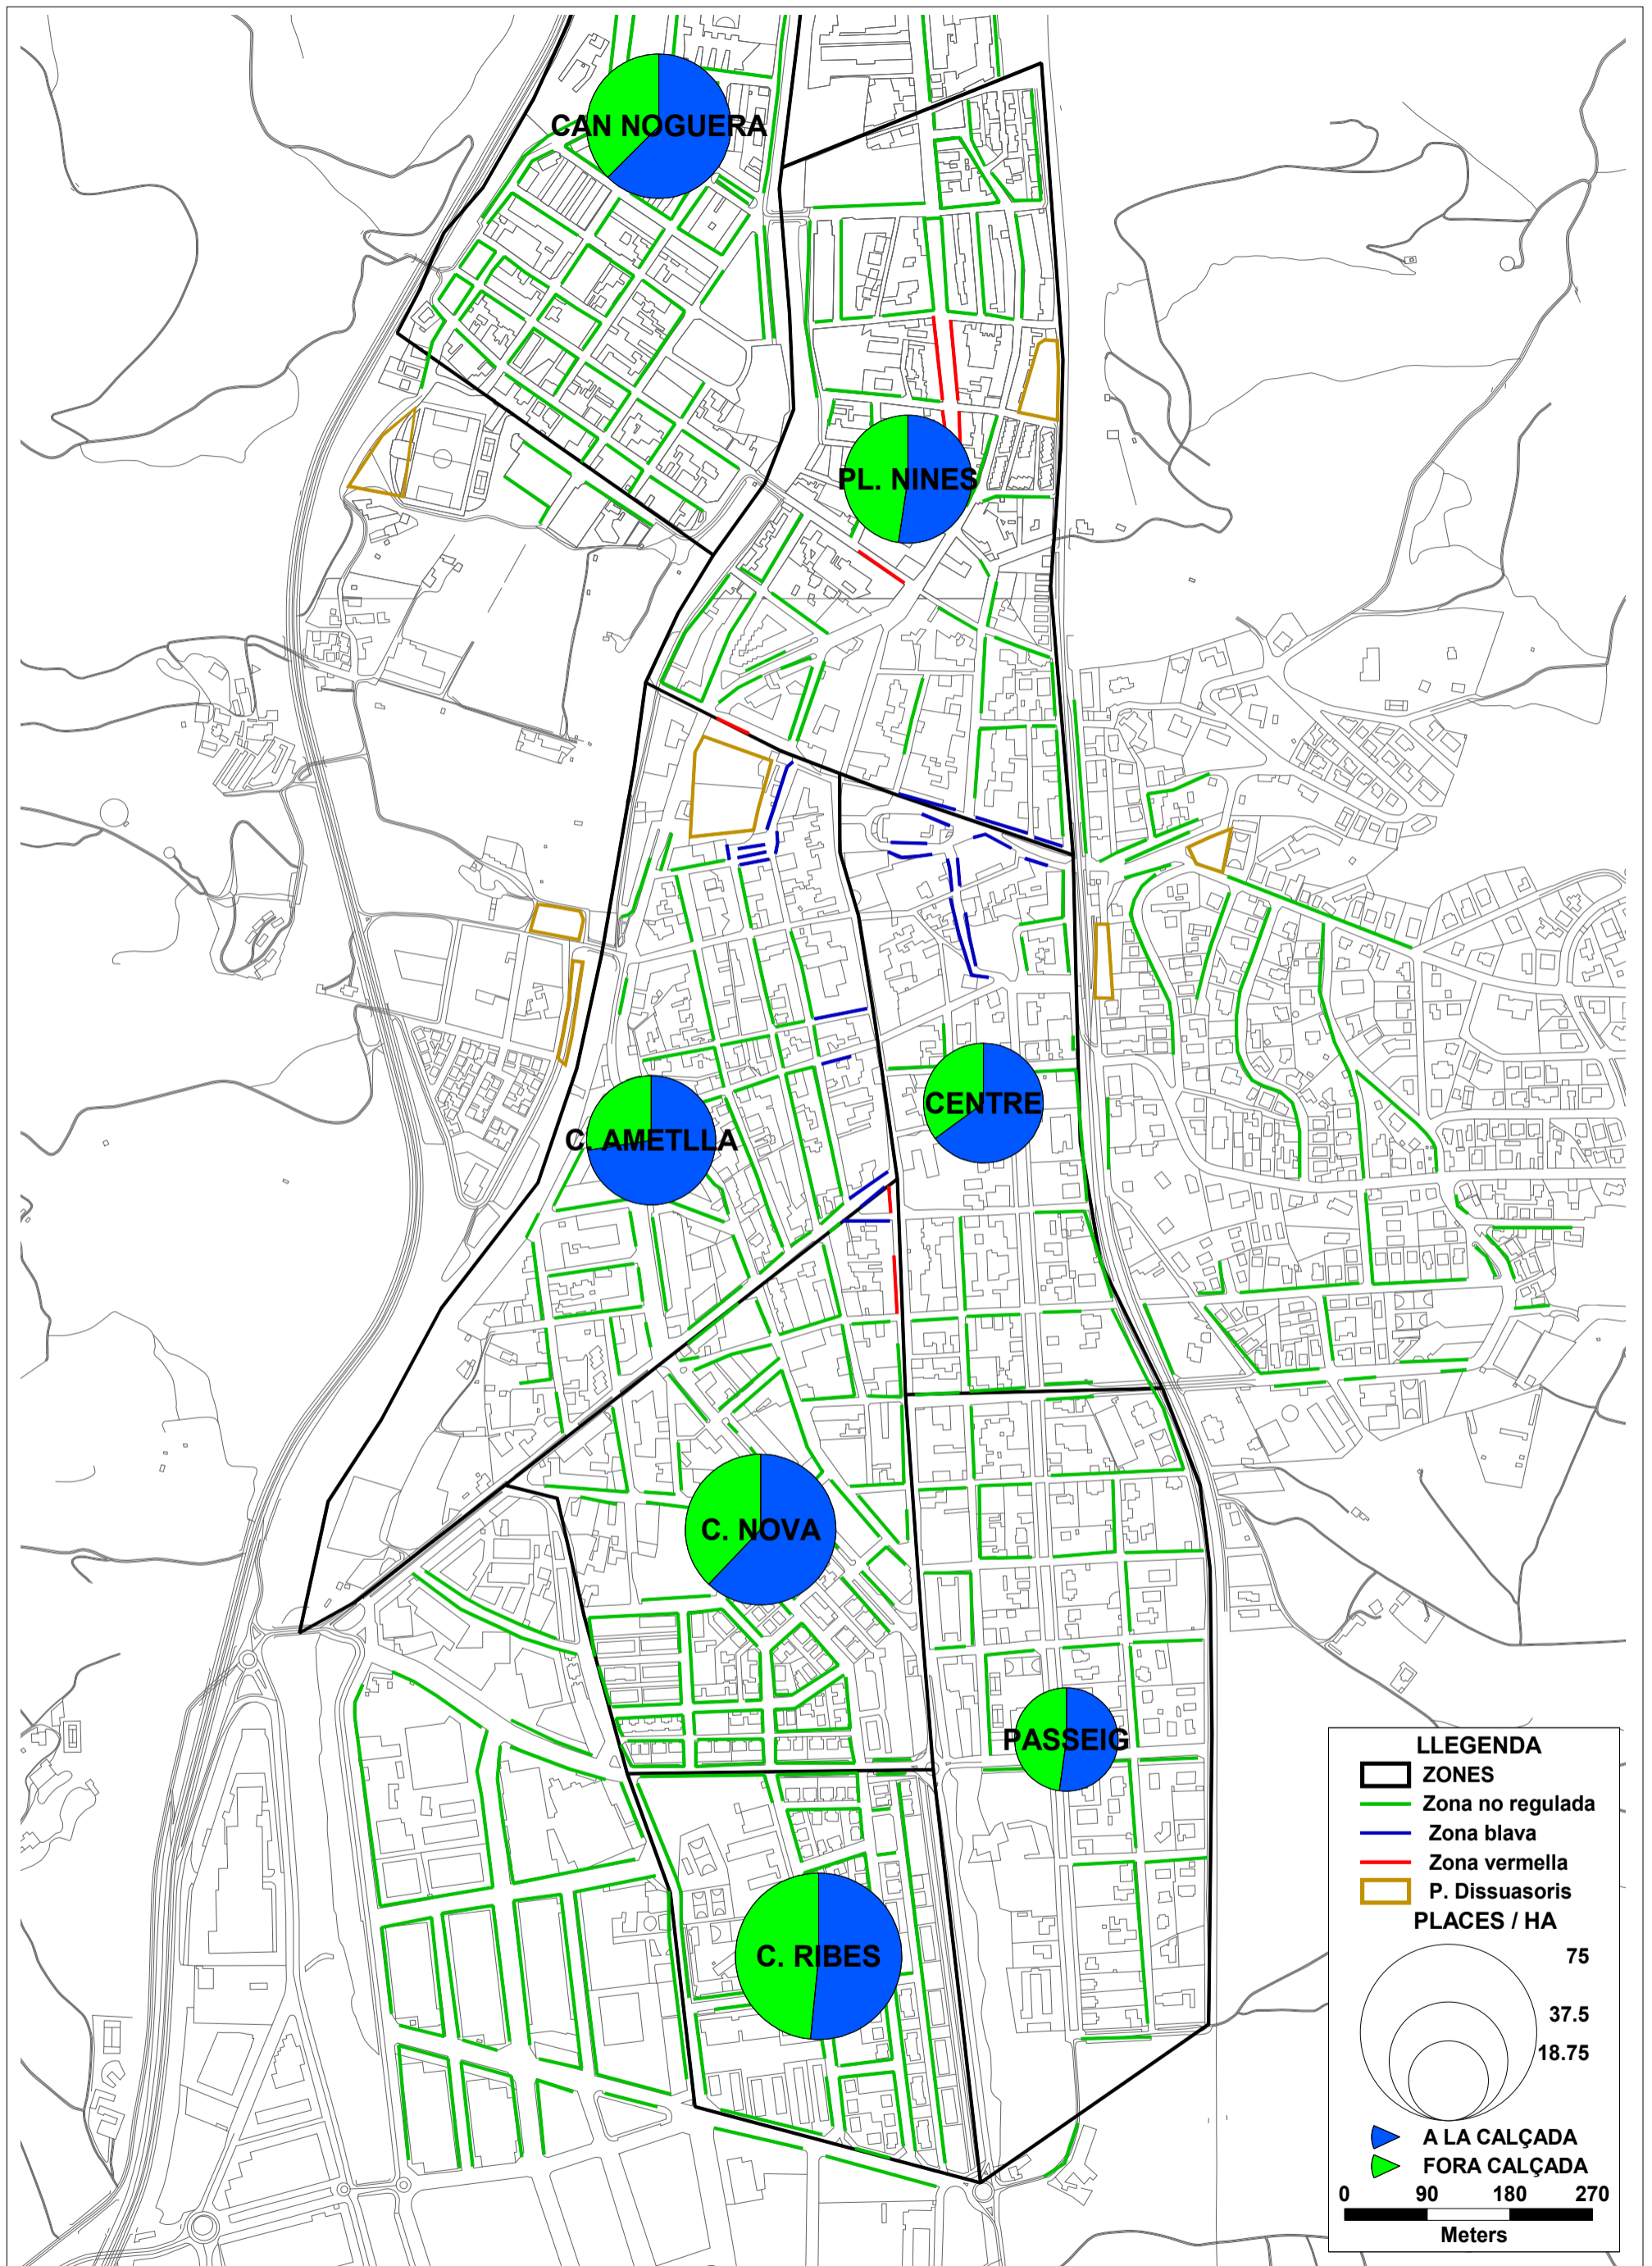 CAN NOGUERA
PL. NINES
CENTRE
C. AMETLLA
C. NOVA
PASSEIG
C. RIBES
LLEGENDA
ZONES
Zona no regulada
Zona blava
Zona vermella
P. Dissuasoris
PLACES / HA
75
37.5
18.75
A LA CALÇADA
FORA CALÇADA
0 90 180 270
Meters